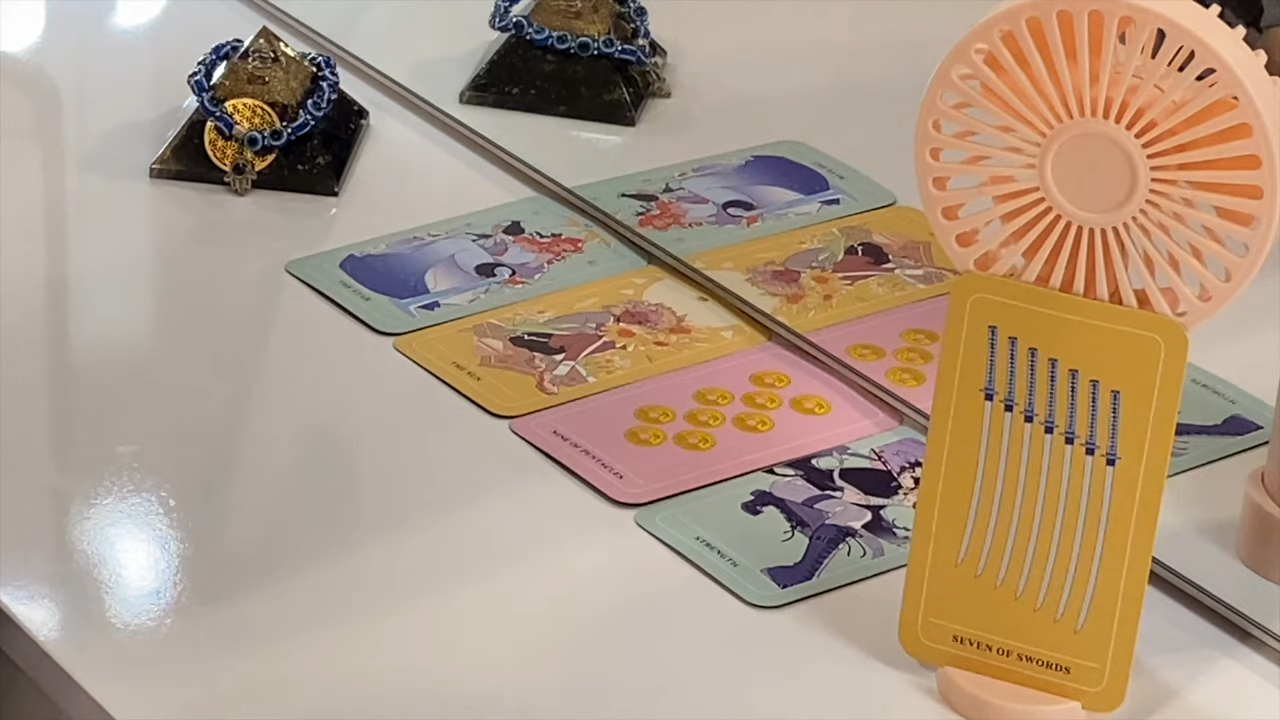 THE STAR
THE SUN
NINE OF PENTACLES
STRENGTH
SEVEN OF SWORDS